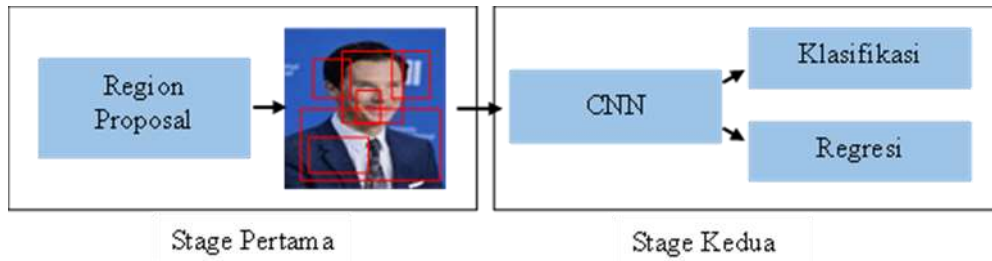 Region
Proposal
CNN
Klasifikasi
Regresi
Stage Pertama
Stage Kedua